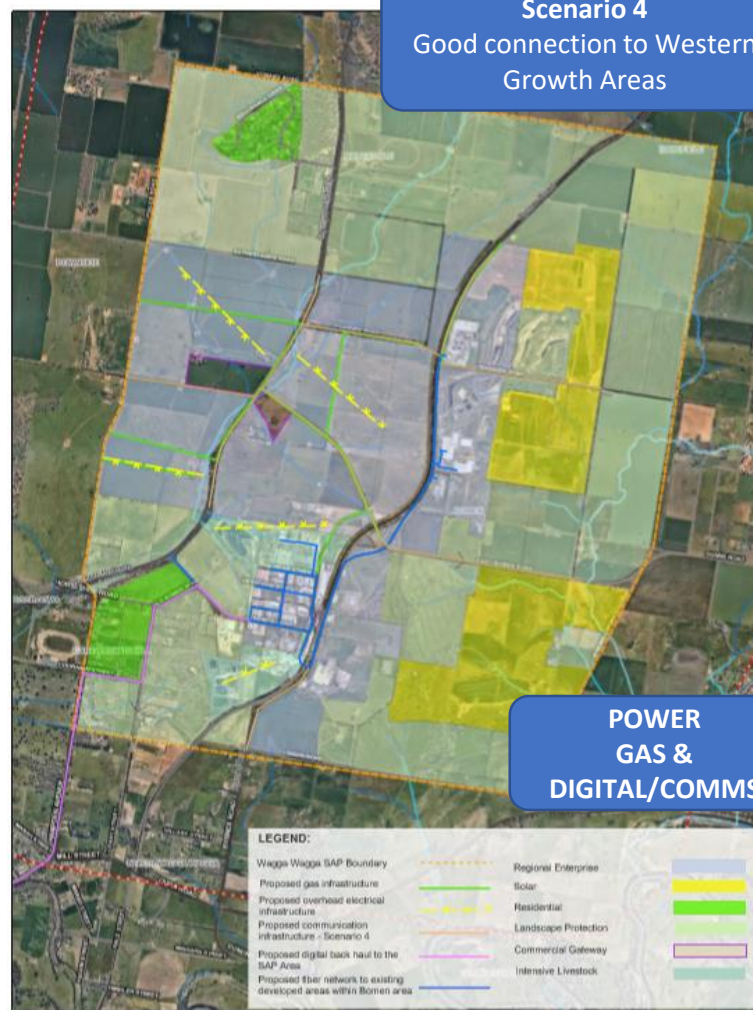 Scenario 4
Good connection to Western
Growth Areas
POWER
GAS &
DIGITAL/COMMS
LEGEND:
Wagga Wagga SAP Boundary
Proposed gas infrastructure
Proposed overhead electrical
infrastructure
Proposed communication
infrastructure - Scenario 4
Proposed digital back haul to the
SAP Area
Proposed fiber network to existing
developed areas within Bomen area
Regional Enterprise
Solar
Residential
Landscape Protection
Commercial Gateway
Intensive Livestock